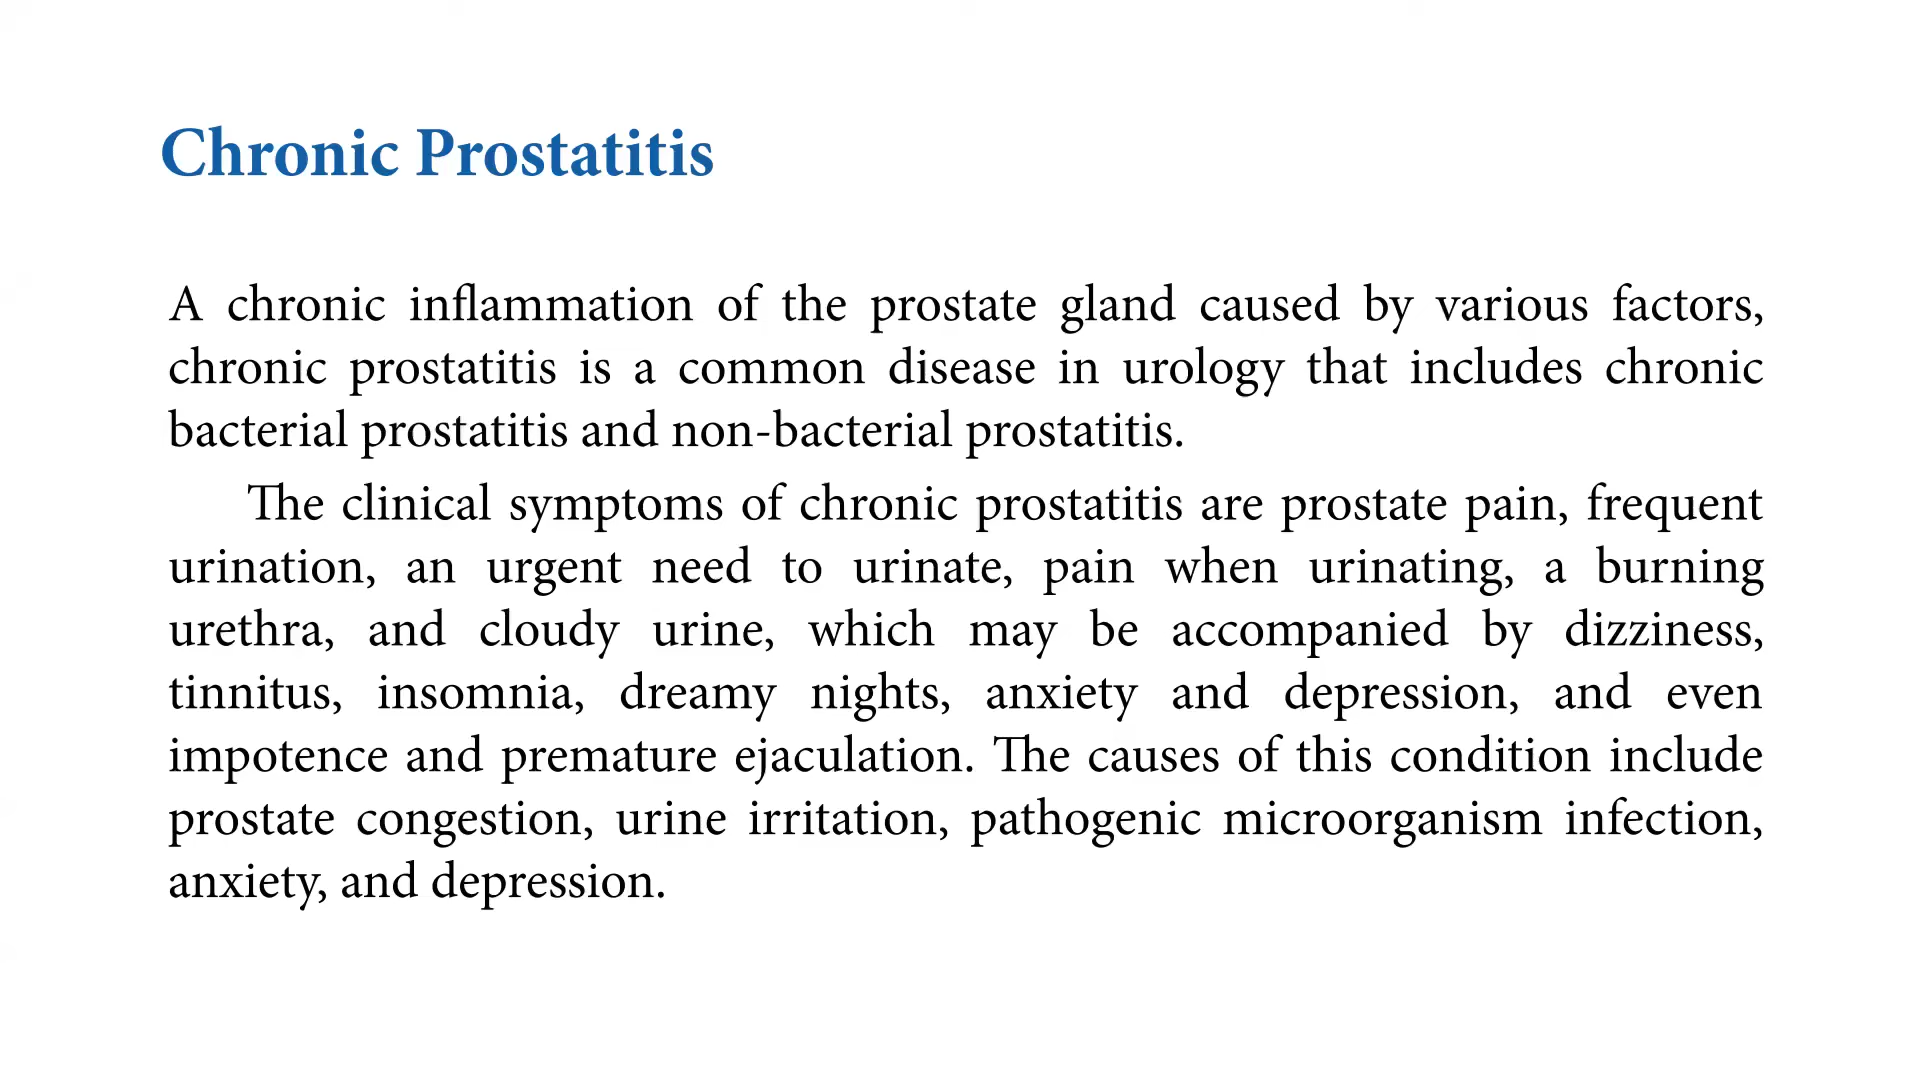 Chronic Prostatitis
A chronic inflammation of the prostate gland caused by various factors,
chronic prostatitis is a common disease in urology that includes chronic
bacterial prostatitis and non-bacterial prostatitis.
The clinical symptoms of chronic prostatitis are prostate pain, frequent
urination, an urgent need to urinate, pain when urinating, a burning
urethra, and cloudy urine, which may be accompanied by dizziness,
tinnitus, insomnia, dreamy nights, anxiety and depression, and even
impotence and premature ejaculation. The causes of this condition include
prostate congestion, urine irritation, pathogenic microorganism infection,
anxiety, and depression.